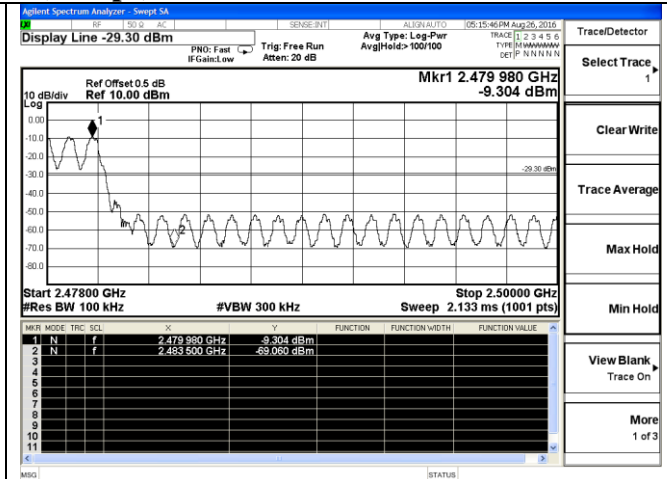 Agilent Spectrum Analyzer - Swept SA
RF 50 Ω AC SENSE:INT ALIGN AUTO 05:15:46 PM Aug 26, 2016
Display Line -29.30 dBm
PNO: Fast
IFGain:Low
Trig: Free Run
Atten: 20 dB
Avg Type: Log-Pwr
Avg|Hold:> 100/100
TRACE 1 2 3 4 5 6
TYPE M
DET P N N N N N
Trace/Detector
Ref Offset 0.5 dB
Ref 10.00 dBm
10 dB/div
Log
Mkr1 2.479 980 GHz
-9.304 dBm
0.00
-10.0
-20.0
-30.0
-40.0
-50.0
-60.0
-70.0
-80.0
1
2
-29.30 dBm
Start 2.47800 GHz
#Res BW 100 kHz
#VBW 300 kHz
Stop 2.50000 GHz
Sweep 2.133 ms (1001 pts)
MKR MODE TRC SCL X Y FUNCTION FUNCTION WIDTH FUNCTION VALUE
1 N f 2.479 980 GHz -9.304 dBm
2 N f 2.483 500 GHz -69.060 dBm
3
4
5
6
7
8
9
10
11
MSG
STATUS
Select Trace
1
Clear Write
Trace Average
Max Hold
Min Hold
View Blank
Trace On
More
1 of 3